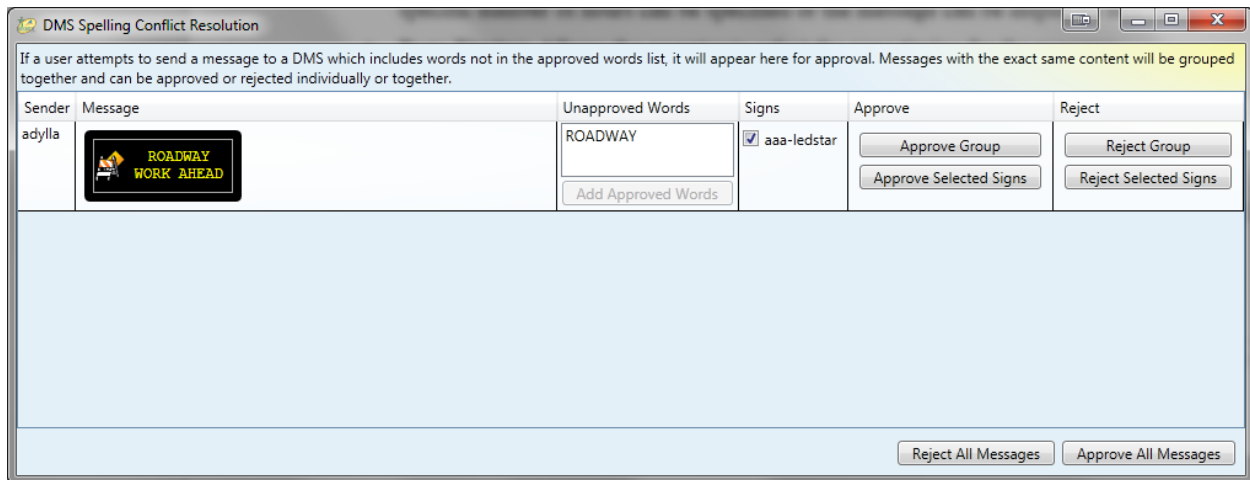 DMS Spelling Conflict Resolution
If a user attempts to send a message to a DMS which includes words not in the approved words list, it will appear here for approval. Messages with the exact same content will be grouped
together and can be approved or rejected individually or together.
Sender Message Unapproved Words Signs Approve Reject
adylla
ROADWAY
WORK AHEAD
ROADWAY
Add Approved Words
aaa-ledstar
Approve Group
Approve Selected Signs
Reject Group
Reject Selected Signs
Reject All Messages Approve All Messages